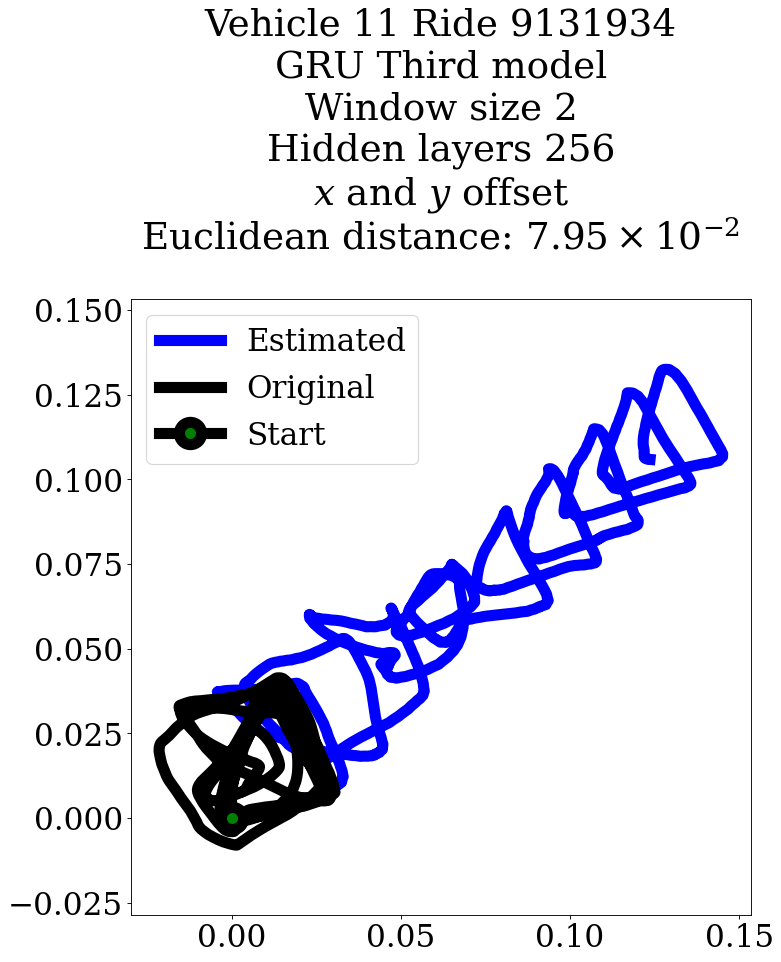 Vehicle 11 Ride 9131934
GRU Third model
Window size 2
Hidden layers 256
x and y offset
Euclidean distance: 7.95 × 10⁻²
0.150
0.125
0.100
0.075
0.050
0.025
0.000
−0.025
Estimated
Original
Start
0.00 0.05 0.10 0.15